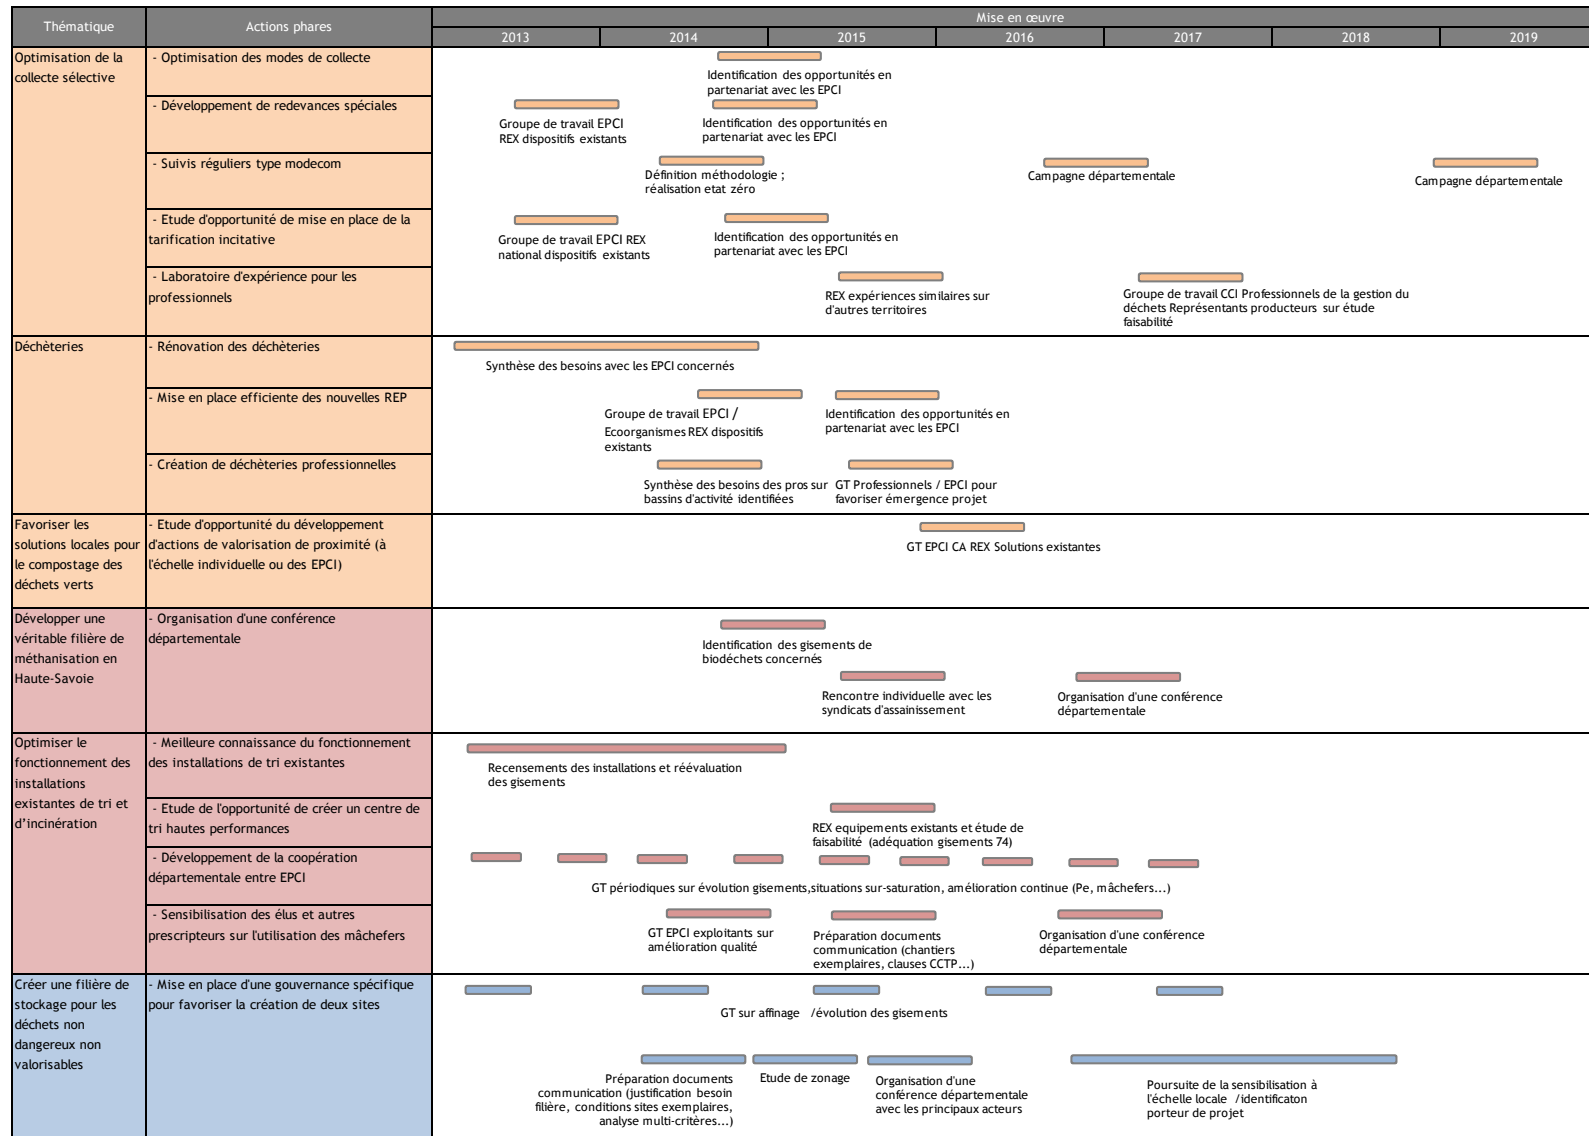 Thématique
Actions phares
Mise en œuvre
2013
2014
2015
2016
2017
2018
2019
Optimisation de la
collecte sélective
- Optimisation des modes de collecte
Identification des opportunités en
partenariat avec les EPCI
- Développement de redevances spéciales
Groupe de travail EPCI
REX dispositifs existants
Identification des opportunités en
partenariat avec les EPCI
- Suivis réguliers type modecom
Définition méthodologie ;
réalisation etat zéro
Campagne départementale
Campagne départementale
- Etude d'opportunité de mise en place de la
tarification incitative
Groupe de travail EPCI REX
national dispositifs existants
Identification des opportunités en
partenariat avec les EPCI
- Laboratoire d'expérience pour les
professionnels
REX expériences similaires sur
d'autres territoires
Groupe de travail CCI Professionnels de la gestion du
déchets Représentants producteurs sur étude
faisabilité
Déchèteries
- Rénovation des déchèteries
Synthèse des besoins avec les EPCI concernés
- Mise en place efficiente des nouvelles REP
Groupe de travail EPCI /
Ecoorganismes REX dispositifs
existants
Identification des opportunités en
partenariat avec les EPCI
- Création de déchèteries professionnelles
Synthèse des besoins des pros sur
bassins d'activité identifiées
GT Professionnels / EPCI pour
favoriser émergence projet
Favoriser les
solutions locales pour
le compostage des
déchets verts
- Etude d'opportunité du développement
d'actions de valorisation de proximité (à
l'échelle individuelle ou des EPCI)
GT EPCI CA REX Solutions existantes
Développer une
véritable filière de
méthanisation en
Haute-Savoie
- Organisation d'une conférence
départementale
Identification des gisements de
biodéchets concernés
Rencontre individuelle avec les
syndicats d'assainissement
Organisation d'une conférence
départementale
Optimiser le
fonctionnement des
installations
existantes de tri et
d'incinération
- Meilleure connaissance du fonctionnement
des installations de tri existantes
Recensements des installations et réévaluation
des gisements
- Etude de l'opportunité de créer un centre de
tri hautes performances
REX equipements existants et étude de
faisabilité (adéquation gisements 74)
- Développement de la coopération
départementale entre EPCI
GT périodiques sur évolution gisements,situations sur-saturation, amélioration continue (Pe, mâchefers...)
- Sensibilisation des élus et autres
prescripteurs sur l'utilisation des mâchefers
GT EPCI exploitants sur
amélioration qualité
Préparation documents
communication (chantiers
exemplaires, clauses CCTP...)
Organisation d'une conférence
départementale
Créer une filière de
stockage pour les
déchets non
dangereux non
valorisables
- Mise en place d'une gouvernance spécifique
pour favoriser la création de deux sites
GT sur affinage /évolution des gisements
Préparation documents
communication (justification besoin
filière, conditions sites exemplaires,
analyse multi-critères...)
Etude de zonage
Organisation d'une
conférence départementale
avec les principaux acteurs
Poursuite de la sensibilisation à
l'échelle locale /identificaton
porteur de projet